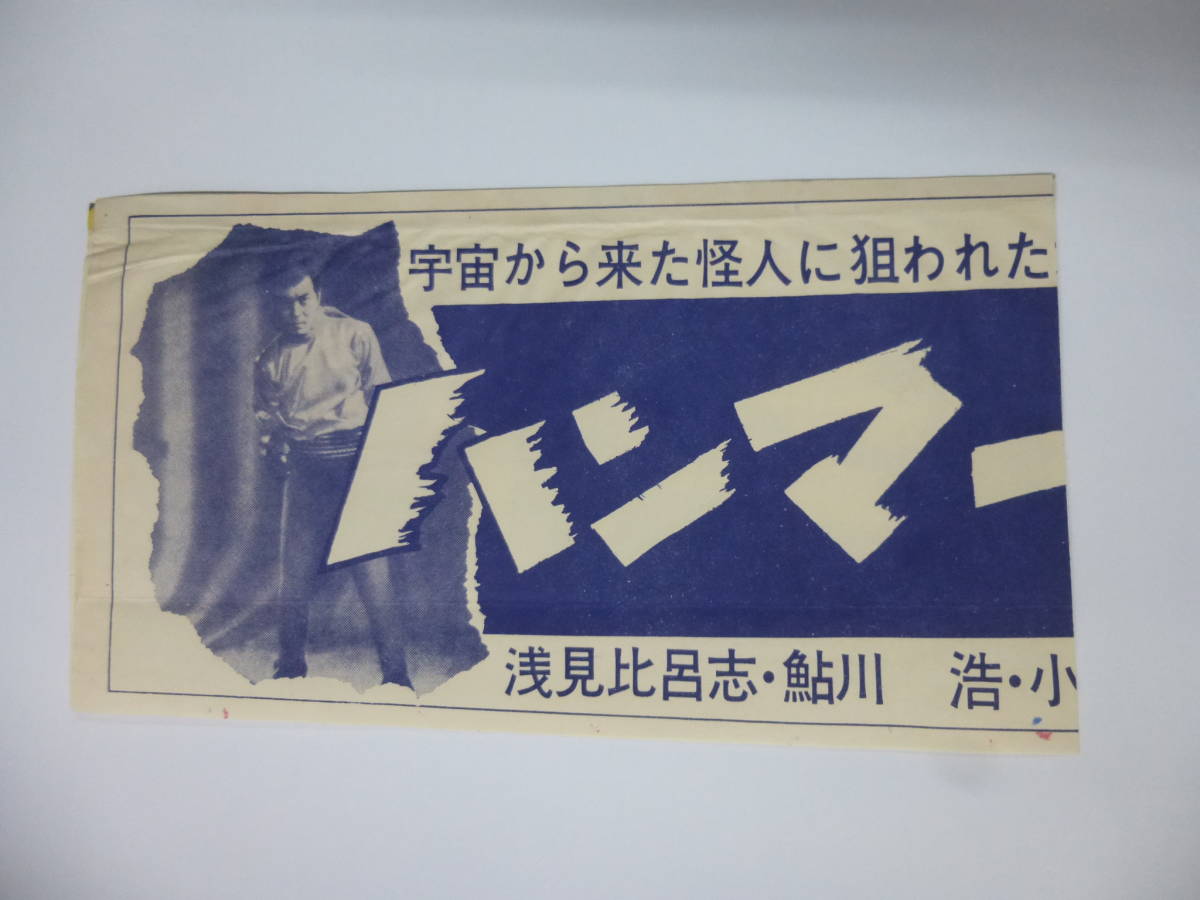 宇宙から来た怪人に狙われた
ハンマー
浅見比呂志・鮎川　浩・小